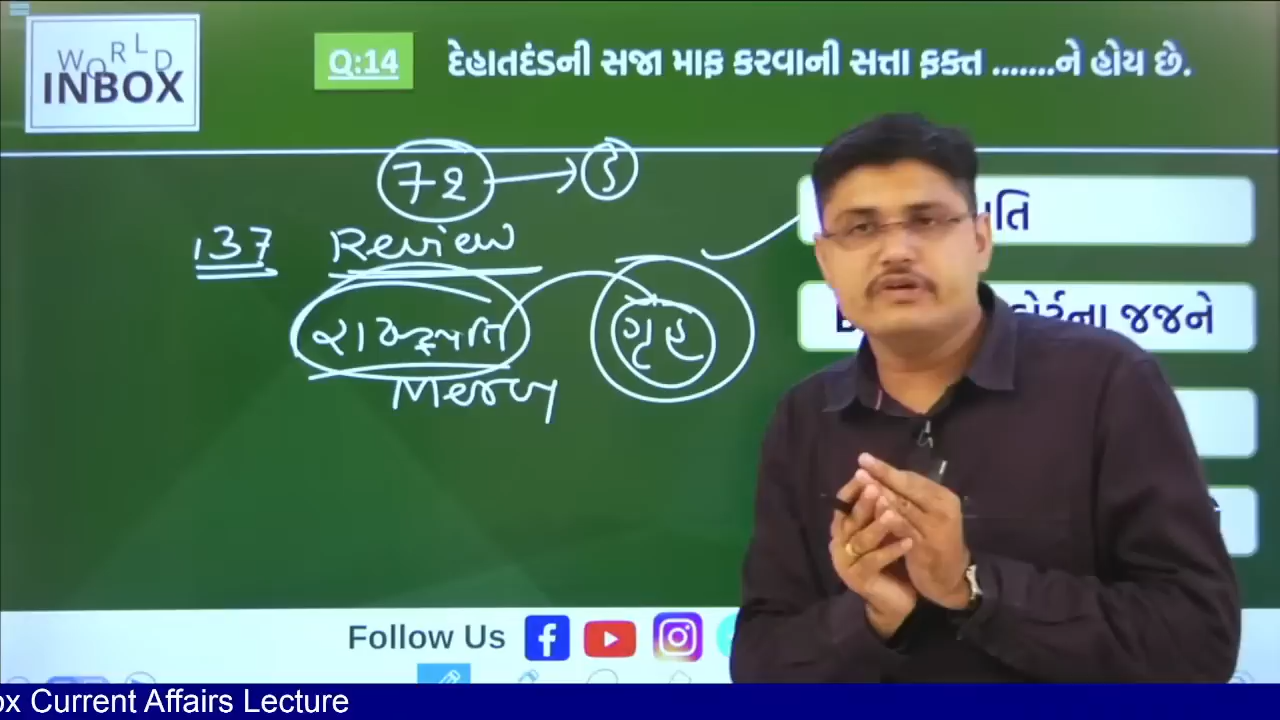 WORLD
INBOX
Q:14 દેહાતદંડની સજા માફ કરવાની સત્તા ફક્ત .......ને હોય છે.
72
137 Review
રાષ્ટ્રપતિ ગૃહ
Mercy
તિ
જજને
Follow Us
Current Affairs Lecture